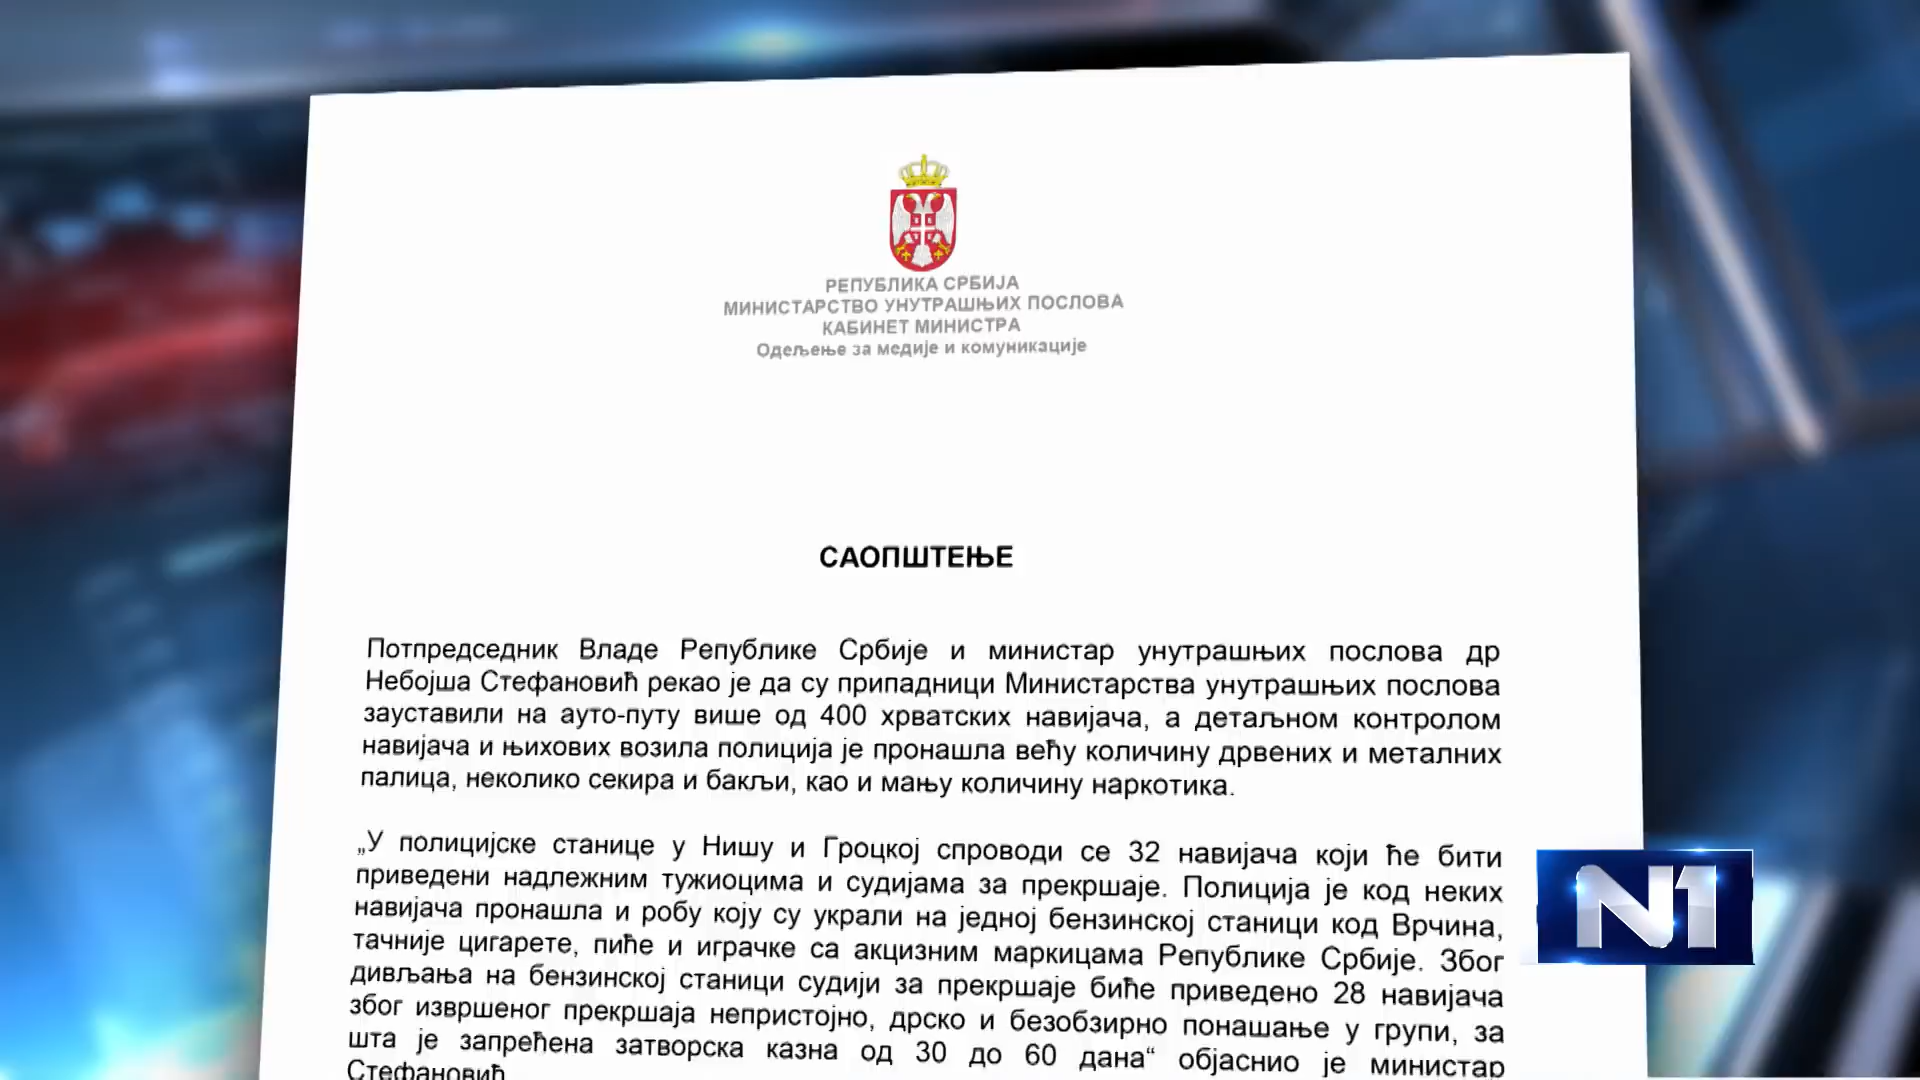 РЕПУБЛИКА СРБИЈА
МИНИСТАРСТВО УНУТРАШЊИХ ПОСЛОВА
КАБИНЕТ МИНИСТРА
Одељење за медије и комуникације
САОПШТЕЊЕ
Потпредседник Владе Републике Србије и министар унутрашњих послова др
Небојша Стефановић рекао је да су припадници Министарства унутрашњих послова
зауставили на ауто-путу више од 400 хрватских навијача, а детаљном контролом
навијача и њихових возила полиција је пронашла већу количину дрвених и металних
палица, неколико секира и бакљи, као и мању количину наркотика.
„У полицијске станице у Нишу и Гроцкој спроводи се 32 навијача који ће бити
приведени надлежним тужиоцима и судијама за прекршаје. Полиција је код неких
навијача пронашла и робу коју су украли на једној бензинској станици код Врчина,
тачније цигарете, пиће и играчке са акцизним маркицама Републике Србије. Због
дивљања на бензинској станици судији за прекршаје биће приведено 28 навијача
због извршеног прекршаја непристојно, дрско и безобзирно понашање у групи, за
шта је запрећена затворска казна од 30 до 60 дана“ објаснио је министар
Стефановић
N1